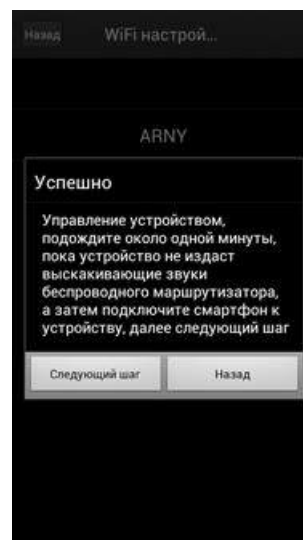 Назад WiFi настрой...
ARNY
Успешно
Управление устройством,
подождите около одной минуты,
пока устройство не издаст
выскакивающие звуки
беспроводного маршрутизатора,
а затем подключите смартфон к
устройству, далее следующий шаг
Следующий шаг Назад